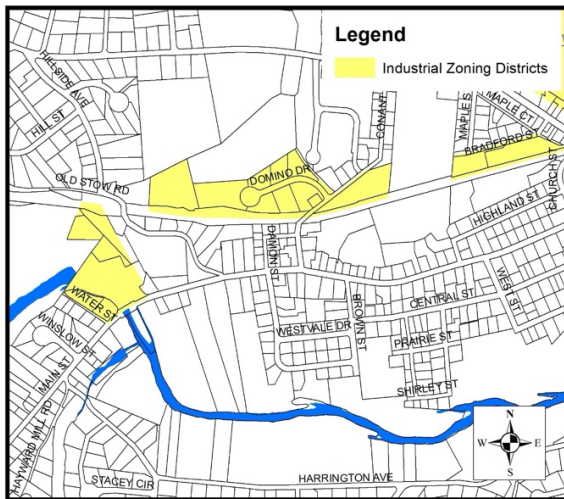 Legend
Industrial Zoning Districts
HILLSIDE AVE
HILL ST
OLD STOW RD
DOMINO DR
CONANT
MAPLE S
MAPLE CT
BRADFORD S
CHURCH ST
HIGHLAND ST
DAMON ST
WEST ST
CENTRAL ST
WATER ST
WINSLOW ST
MAIN ST
WESTVALE DR
BROWN ST
PRAIRIE ST
SHIRLEY ST
HAYWARD MILL RD
STACEY CIR
HARRINGTON AVE
N
W
E
S